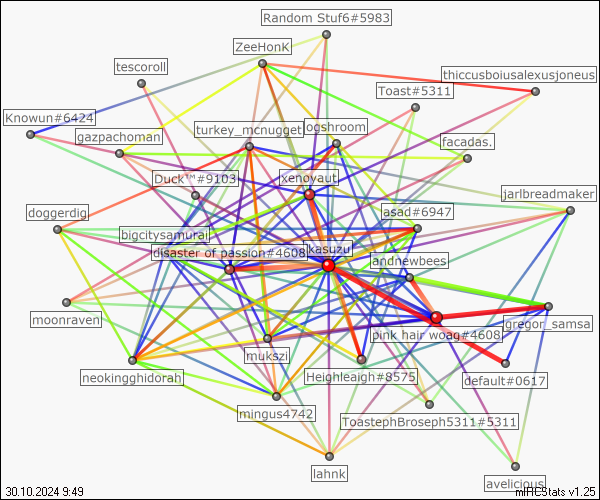 Random Stuf6#5983
ZeeHonK
tescoroll
thiccusboiusalexusjoneus
Toast#5311
Knowun#6424
turkey_mcnugget
ogshroom
gazpachoman
facadas.
Duck™#9103
xenoyaut
jarlbreadmaker
doggerdig
asad#6947
bigcitysamurai
disaster of passion#4608
kasuzu
andnewbees
moonraven
pink hair woag#4608
gregor_samsa
mukszi
neokingghidorah
Heighleaigh#8575
default#0617
mingus4742
ToastephBroseph5311#5311
lahnk
avelicious
30.10.2024 9:49
mIRCStats v1.25